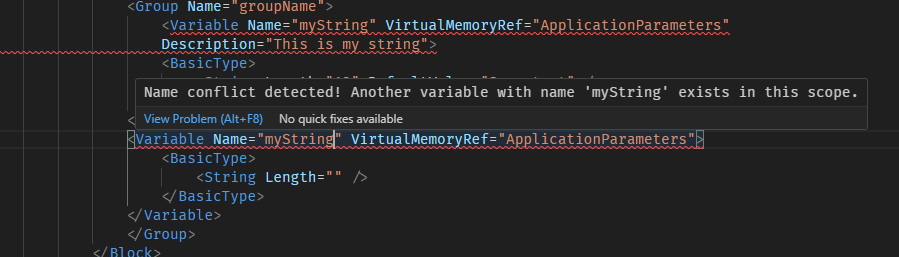 <Group Name="groupName">
<Variable Name="myString" VirtualMemoryRef="ApplicationParameters"
Description="This is my string">
<BasicType>
Name conflict detected! Another variable with name 'myString' exists in this scope.
View Problem (Alt+F8) No quick fixes available
<
<Variable Name="myString" VirtualMemoryRef="ApplicationParameters">
<BasicType>
<String Length="" />
</BasicType>
</Variable>
</Group>
</Block>